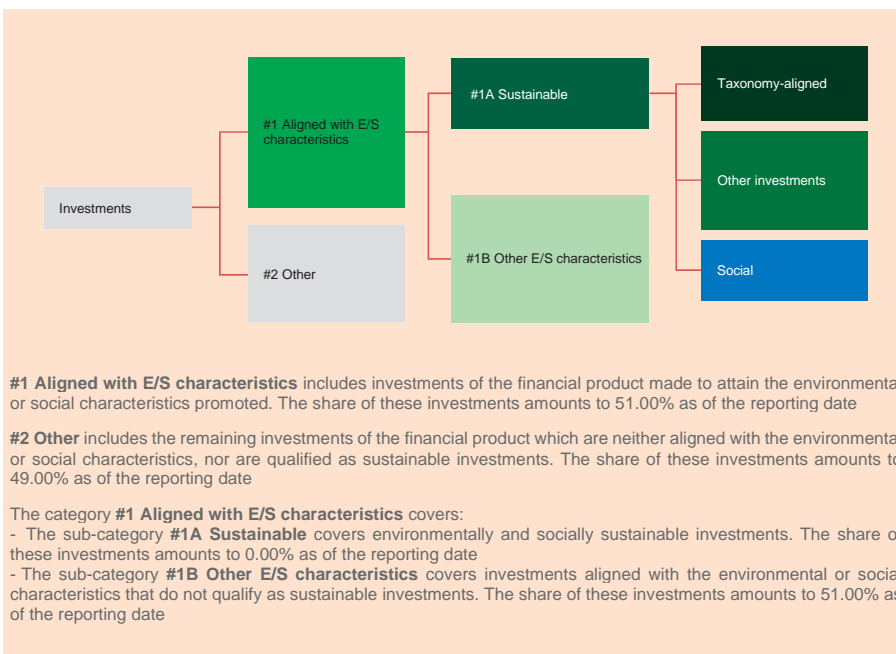 Investments
#1 Aligned with E/S
characteristics
#2 Other
#1A Sustainable
#1B Other E/S characteristics
Taxonomy-aligned
Other investments
Social
#1 Aligned with E/S characteristics includes investments of the financial product made to attain the environmenta
or social characteristics promoted. The share of these investments amounts to 51.00% as of the reporting date
#2 Other includes the remaining investments of the financial product which are neither aligned with the environmenta
or social characteristics, nor are qualified as sustainable investments. The share of these investments amounts to
49.00% as of the reporting date
The category #1 Aligned with E/S characteristics covers:
- The sub-category #1A Sustainable covers environmentally and socially sustainable investments. The share o
these investments amounts to 0.00% as of the reporting date
- The sub-category #1B Other E/S characteristics covers investments aligned with the environmental or socia
characteristics that do not qualify as sustainable investments. The share of these investments amounts to 51.00% as
of the reporting date